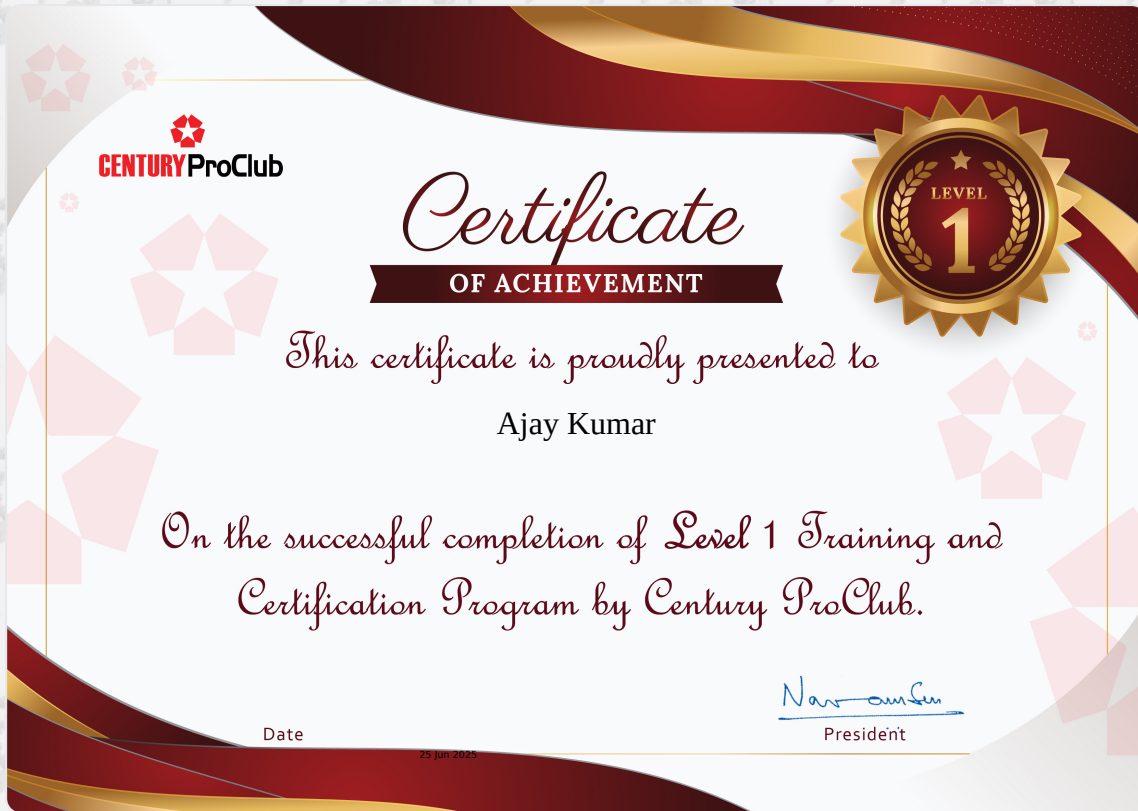 CENTURY ProClub
Certificate
OF ACHIEVEMENT
LEVEL
1
This certificate is proudly presented to
Ajay Kumar
On the successful completion of Level 1 Training and
Certification Program by Century ProClub.
Date
President
25 Jun 2025